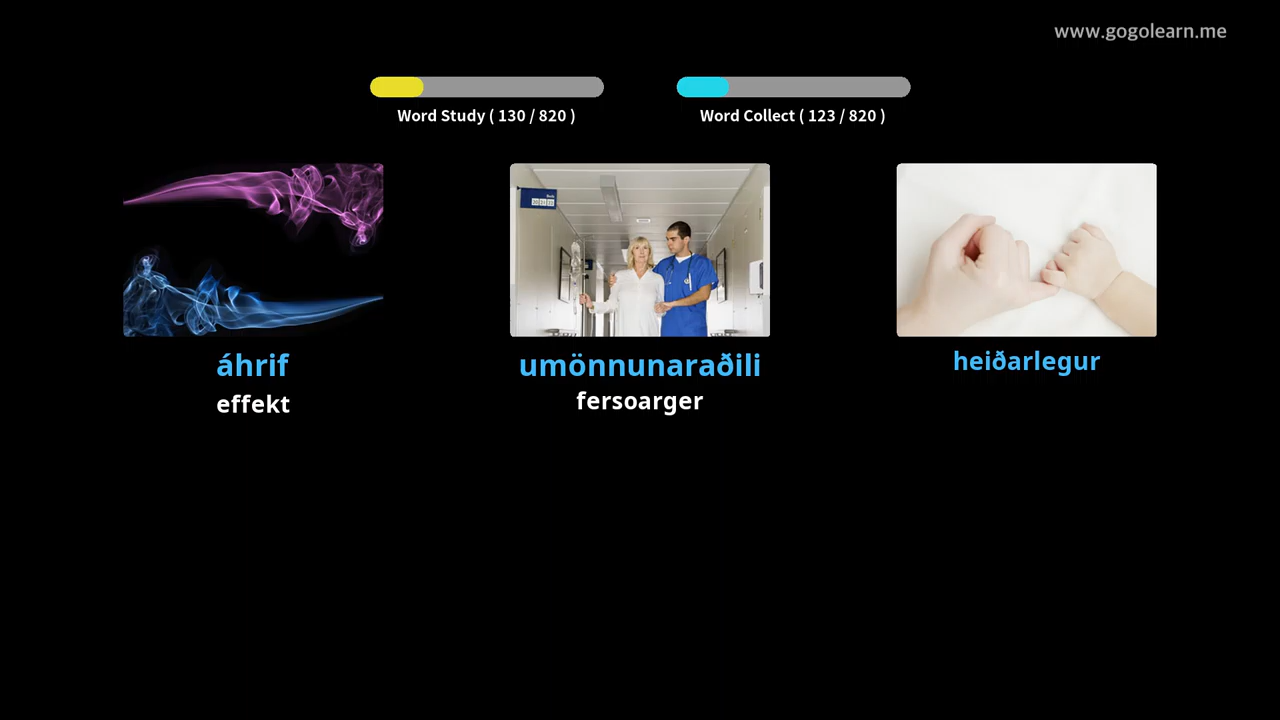 www.gogolearn.me
Word Study ( 130 / 820 )
Word Collect ( 123 / 820 )
áhrif
effekt
umönnunaraðili
fersoarger
heiðarlegur